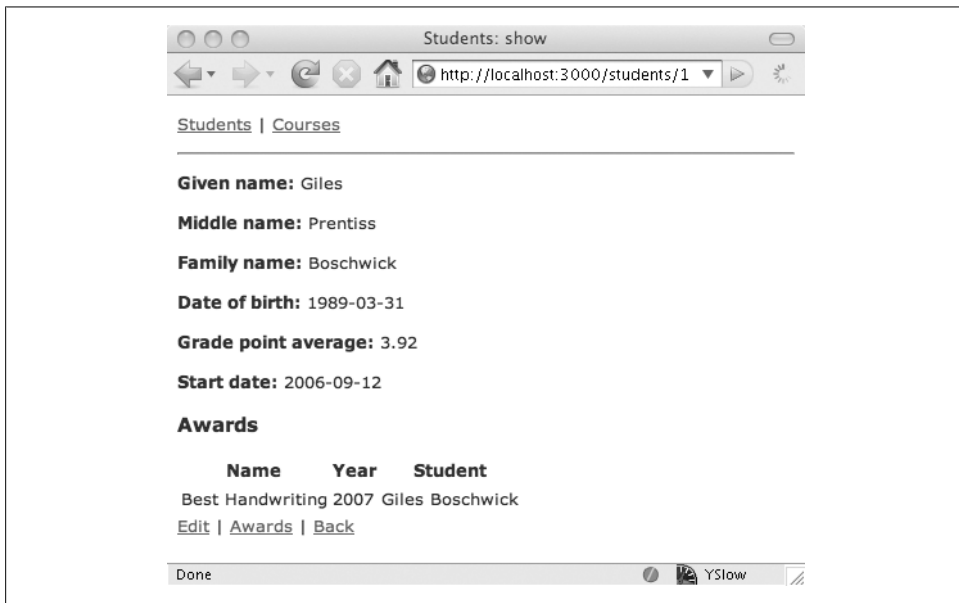 Students: show
http://localhost:3000/students/1
Students | Courses
Given name: Giles
Middle name: Prentiss
Family name: Boschwick
Date of birth: 1989-03-31
Grade point average: 3.92
Start date: 2006-09-12
Awards
Name Year Student
Best Handwriting 2007 Giles Boschwick
Edit | Awards | Back
Done YSlow